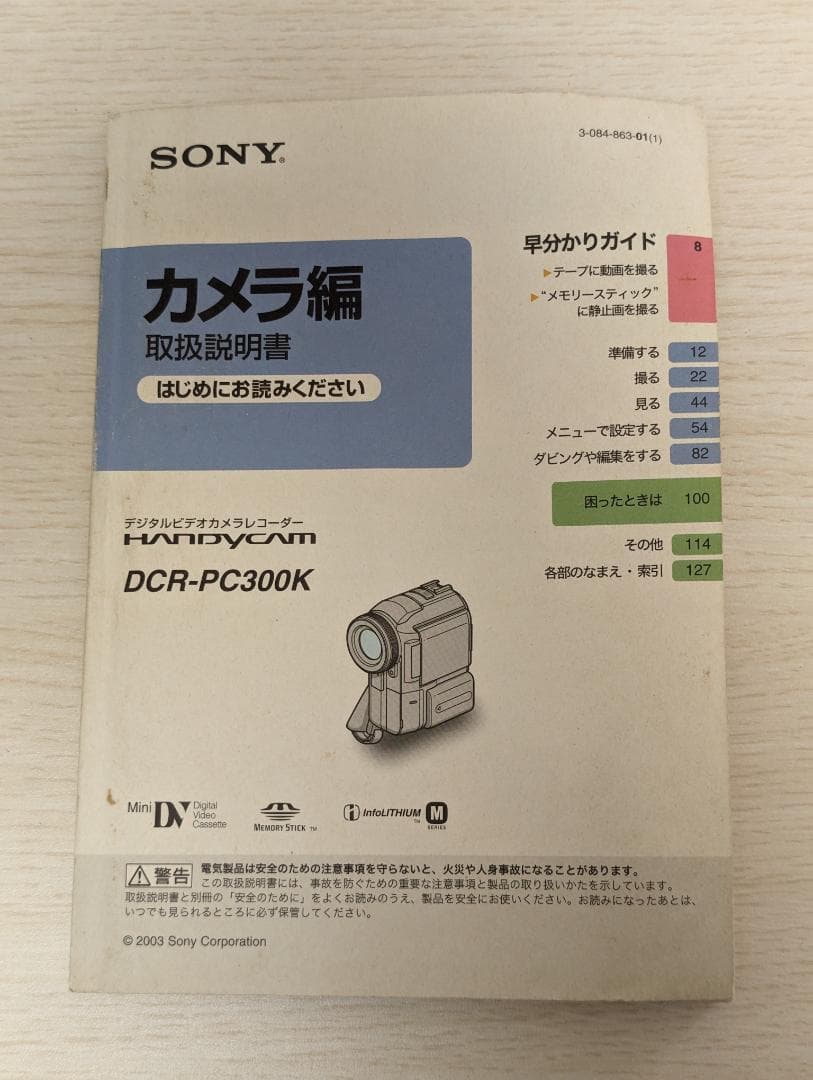 SONY®
3-084-863-01(1)
カメラ編
取扱説明書
はじめにお読みください
早分かりガイド 8
▶テープに動画を撮る
▶“メモリースティック”
に静止画を撮る
準備する 12
撮る 22
見る 44
メニューで設定する 54
ダビングや編集をする 82
困ったときは 100
その他 114
各部のなまえ・索引 127
デジタルビデオカメラレコーダー
HANDYCAM
DCR-PC300K
Mini DV Digital
Video
Cassette
MEMORY STICK TM
InfoLITHIUM TM M
SERIES
警告 電気製品は安全のための注意事項を守らないと、火災や人身事故になることがあります。
この取扱説明書には、事故を防ぐための重要な注意事項と製品の取り扱いかたを示しています。
取扱説明書と別冊の「安全のために」をよくお読みのうえ、製品を安全にお使いください。お読みになったあとは、
いつでも見られるところに必ず保管してください。
© 2003 Sony Corporation